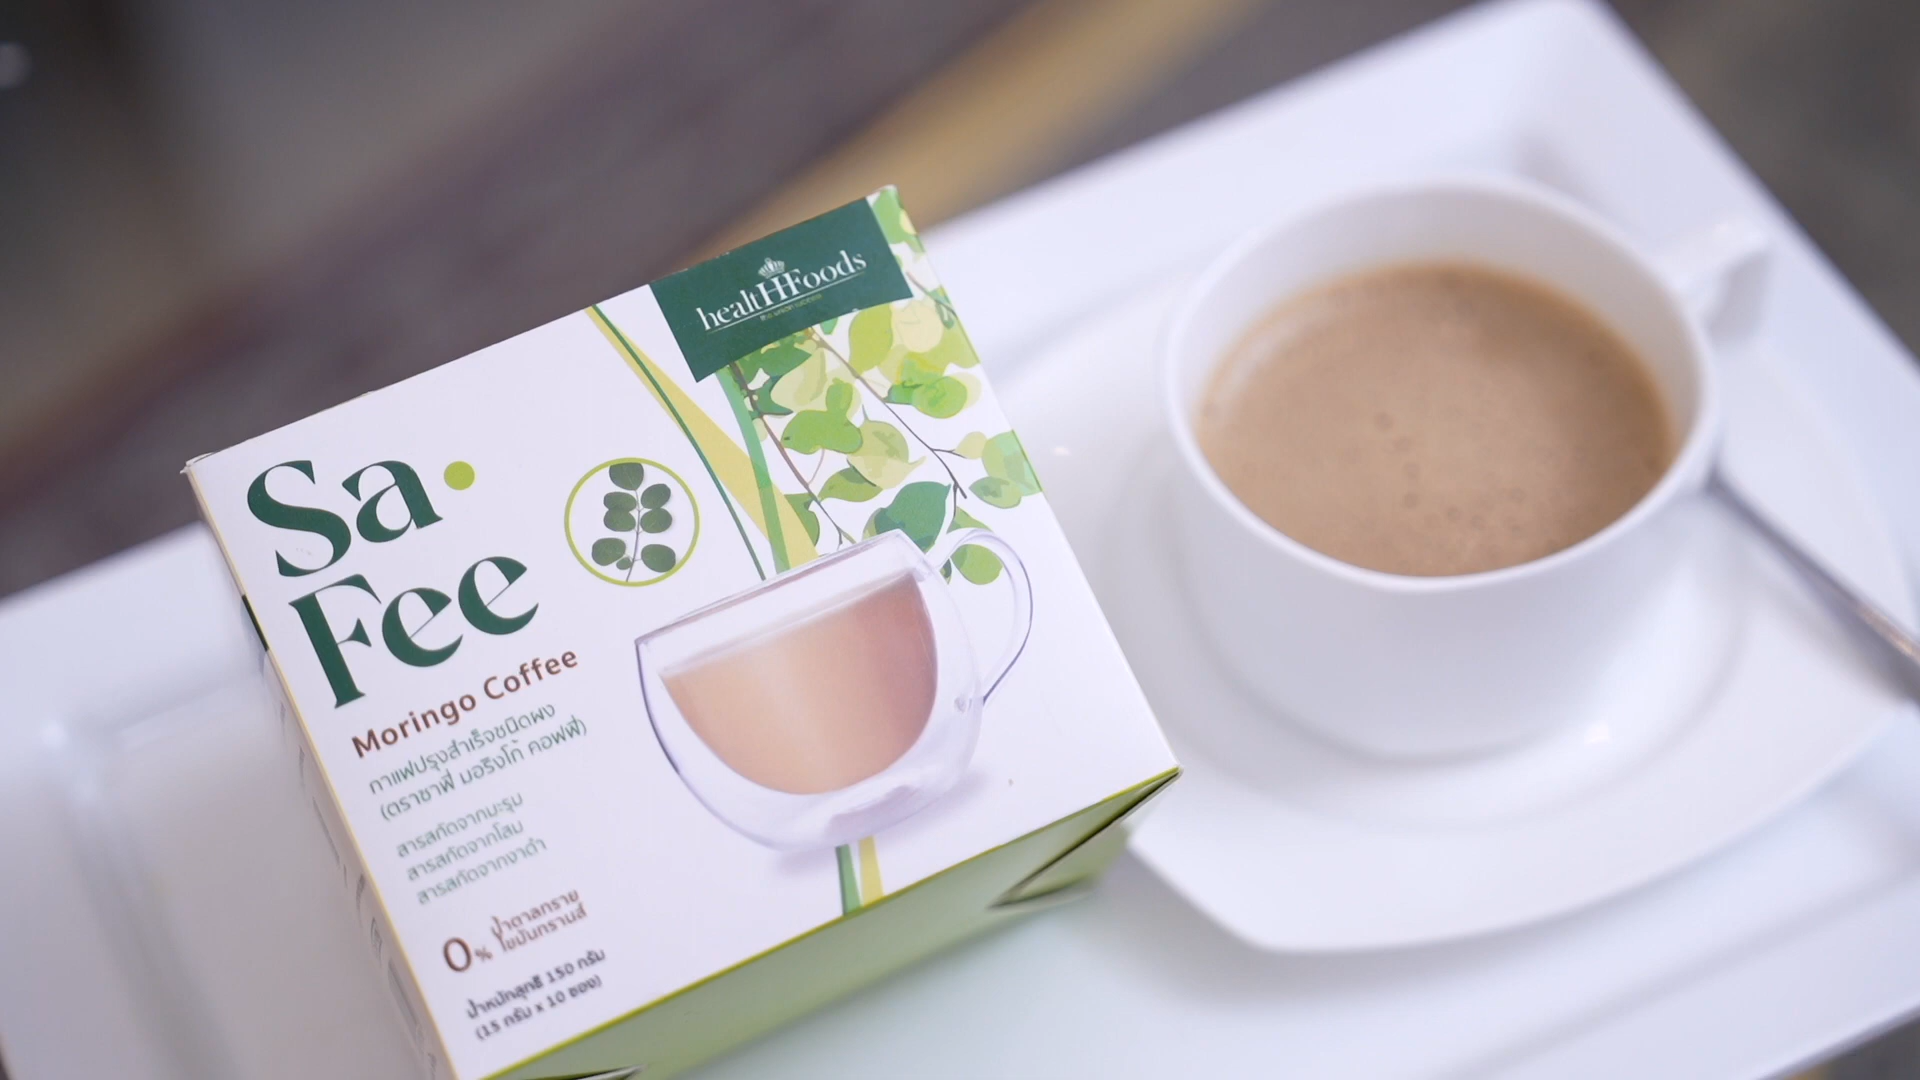 healtHFoods
Sa
Fee
Moringo Coffee
กาแฟปรุงสำเร็จชนิดผง
(ตราซาฟี่ มอริงโก้ คอฟฟี่)
สารสกัดจากมะรุม
สารสกัดจากโสม
สารสกัดจากงาดำ
0% น้ำตาลทราย
ไขมันทรานส์
น้ำหนักสุทธิ 150 กรัม
(15 กรัม x 10 ซอง)